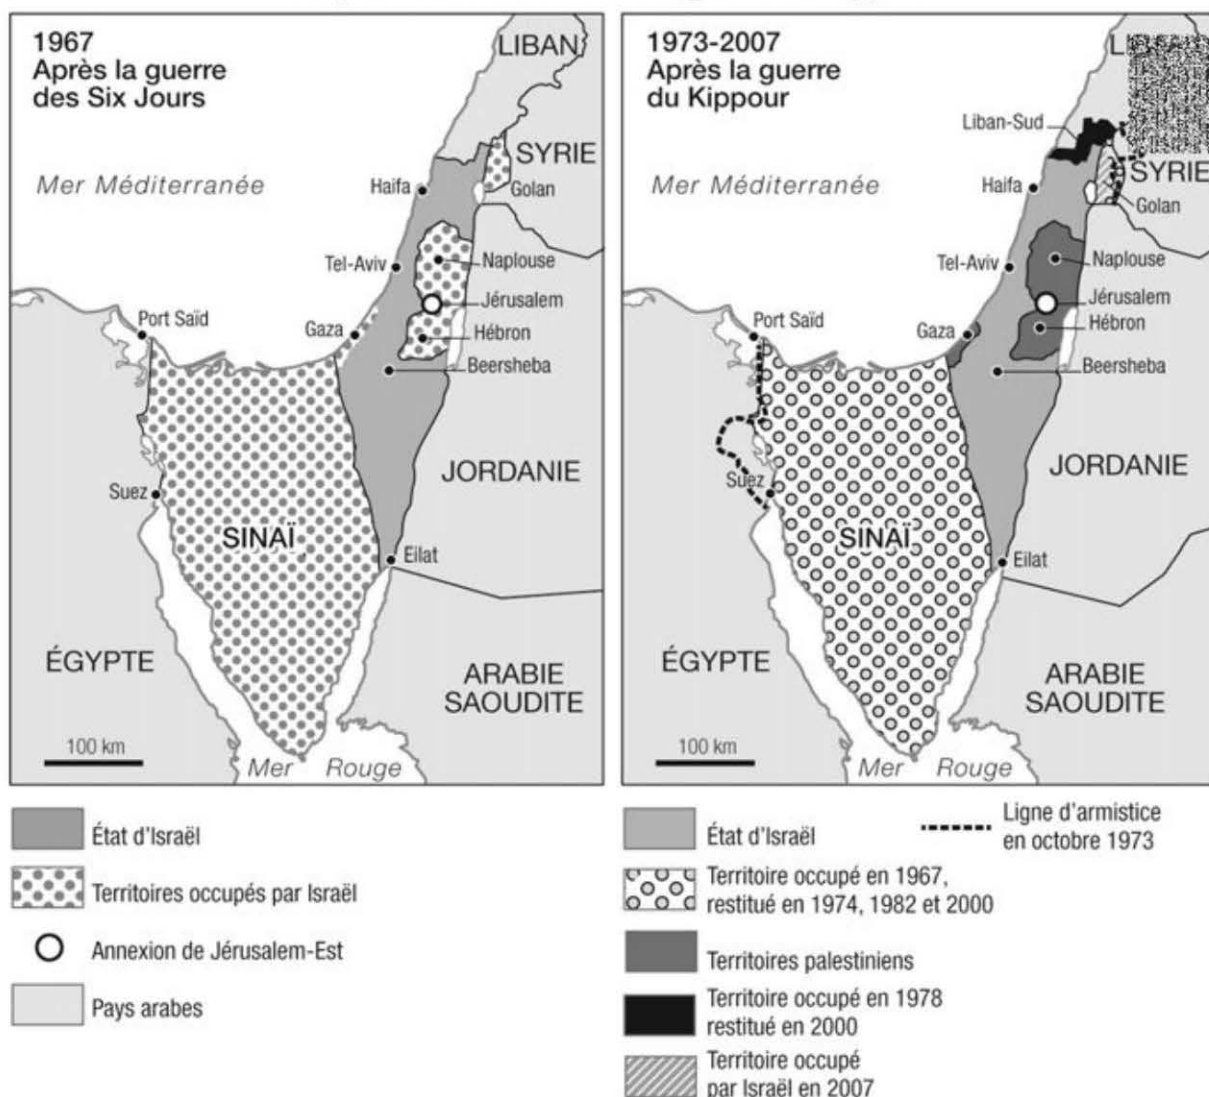 1967
Après la guerre
des Six Jours
LIBAN
SYRIE
Mer Méditerranée
Haifa
Golan
Tel-Aviv
Naplouse
Jérusalem
Port Saïd
Gaza
Hébron
Beersheba
JORDANIE
Suez
SINAÏ
Eilat
ÉGYPTE
ARABIE
SAOUDITE
100 km
Mer Rouge
État d'Israël
Territoires occupés par Israël
Annexion de Jérusalem-Est
Pays arabes
1973-2007
Après la guerre
du Kippour
Liban-Sud
SYRIE
Mer Méditerranée
Haifa
Golan
Tel-Aviv
Naplouse
Jérusalem
Port Saïd
Gaza
Hébron
Beersheba
JORDANIE
Suez
SINAÏ
Eilat
ÉGYPTE
ARABIE
SAOUDITE
100 km
Mer Rouge
État d'Israël
Ligne d'armistice
en octobre 1973
Territoire occupé en 1967,
restitué en 1974, 1982 et 2000
Territoires palestiniens
Territoire occupé en 1978
restitué en 2000
Territoire occupé
par Israël en 2007